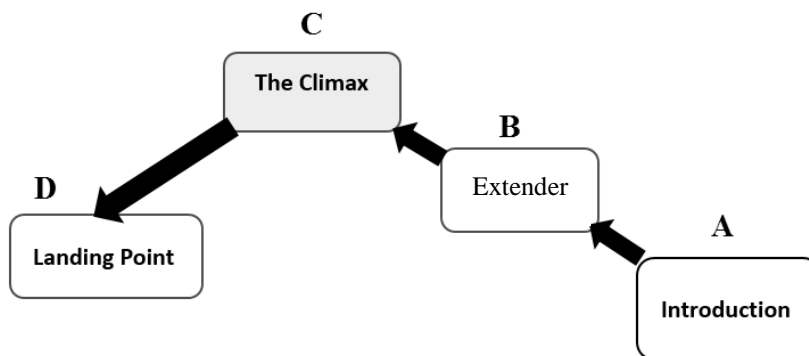 C
The Climax
B
Extender
D
Landing Point
A
Introduction